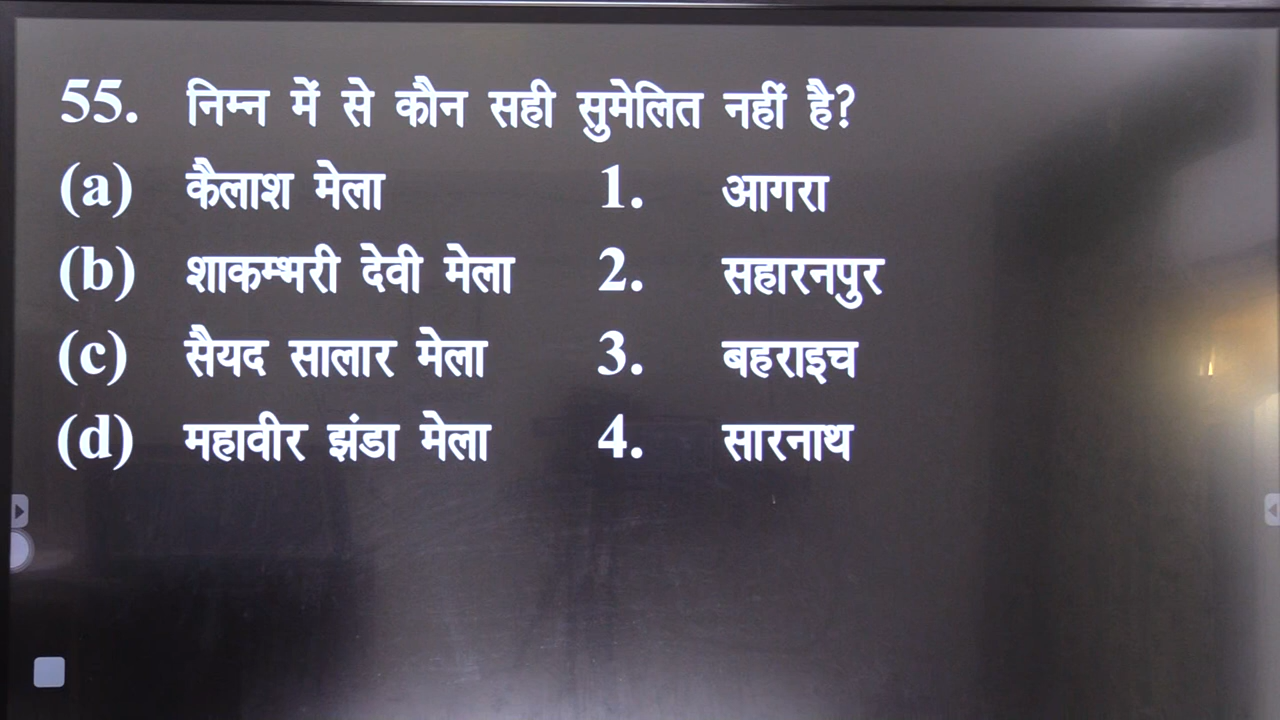 55. निम्न में से कौन सही सुमेलित नहीं है?
(a) कैलाश मेला 1. आगरा
(b) शाकम्भरी देवी मेला 2. सहारनपुर
(c) सैयद सालार मेला 3. बहराइच
(d) महावीर झंडा मेला 4. सारनाथ